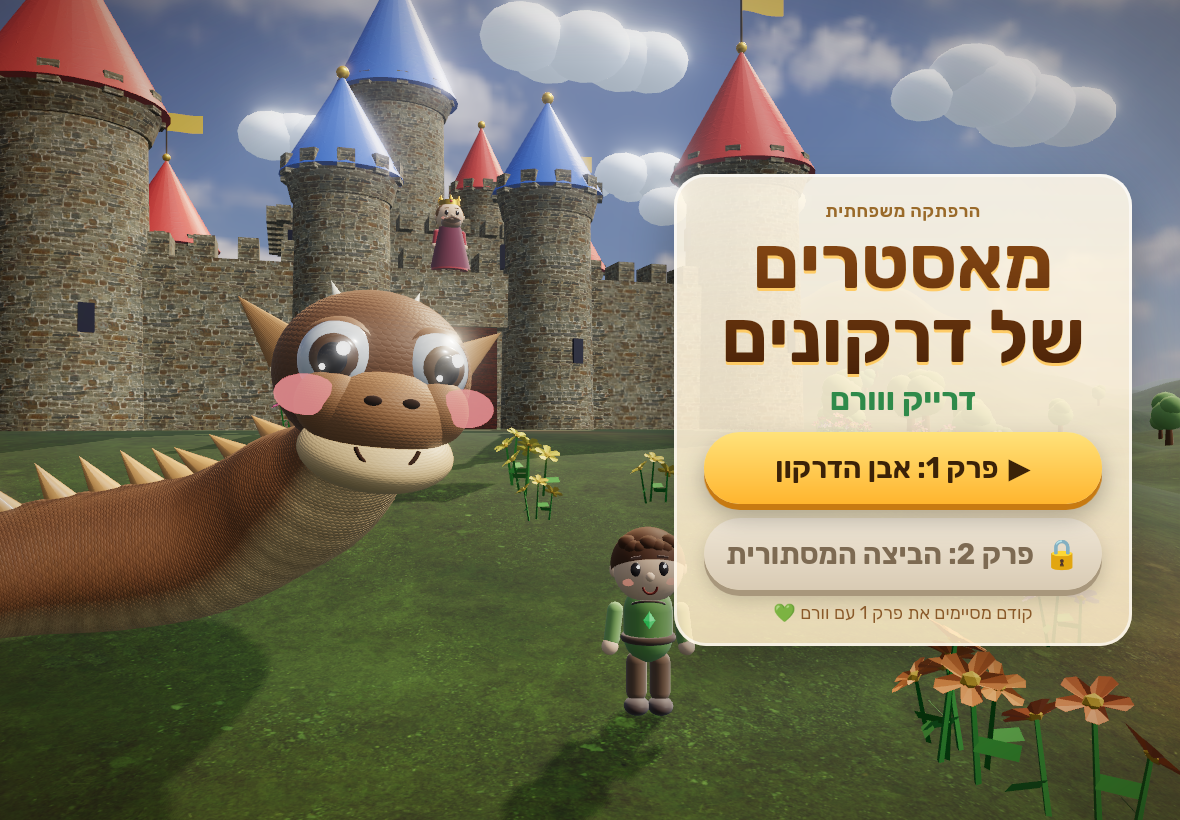 הרפתקה משפחתית
מאסטרים
של דרקונים
דרייק וווורם
▶ פרק 1: אבן הדרקון
🔒 פרק 2: הביצה המסתורית
קודם מסיימים את פרק 1 עם וורם 💚